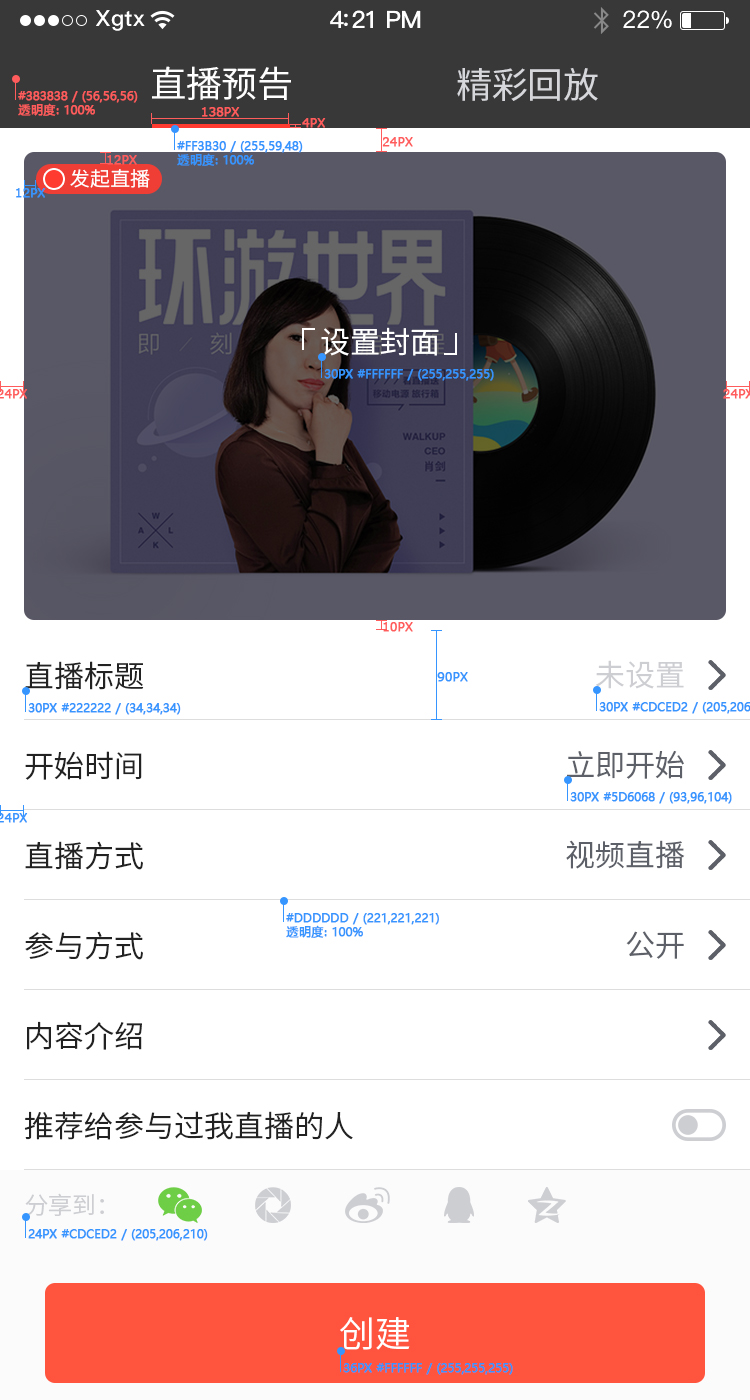 Xgtx 4:21 PM 22%
直播预告 精彩回放
#383838 / (56,56,56)
透明度: 100%
138PX
4PX
#FF3B30 / (255,59,48)
透明度: 100%
24PX
12PX
12PX
发起直播
环游世界
即 / 刻
「设置封面」
30PX #FFFFFF / (255,255,255)
24PX
24PX
移动电源 旅行箱
WALKUP
CEO
肖剑
W
A L
K
10PX
直播标题 未设置
90PX
30PX #222222 / (34,34,34)
30PX #CDCED2 / (205,206
开始时间 立即开始
30PX #5D6068 / (93,96,104)
24PX
直播方式 视频直播
#DDDDDD / (221,221,221)
透明度: 100%
参与方式 公开
内容介绍
推荐给参与过我直播的人
分享到：
24PX #CDCED2 / (205,206,210)
创建
36PX #FFFFFF / (255,255,255)